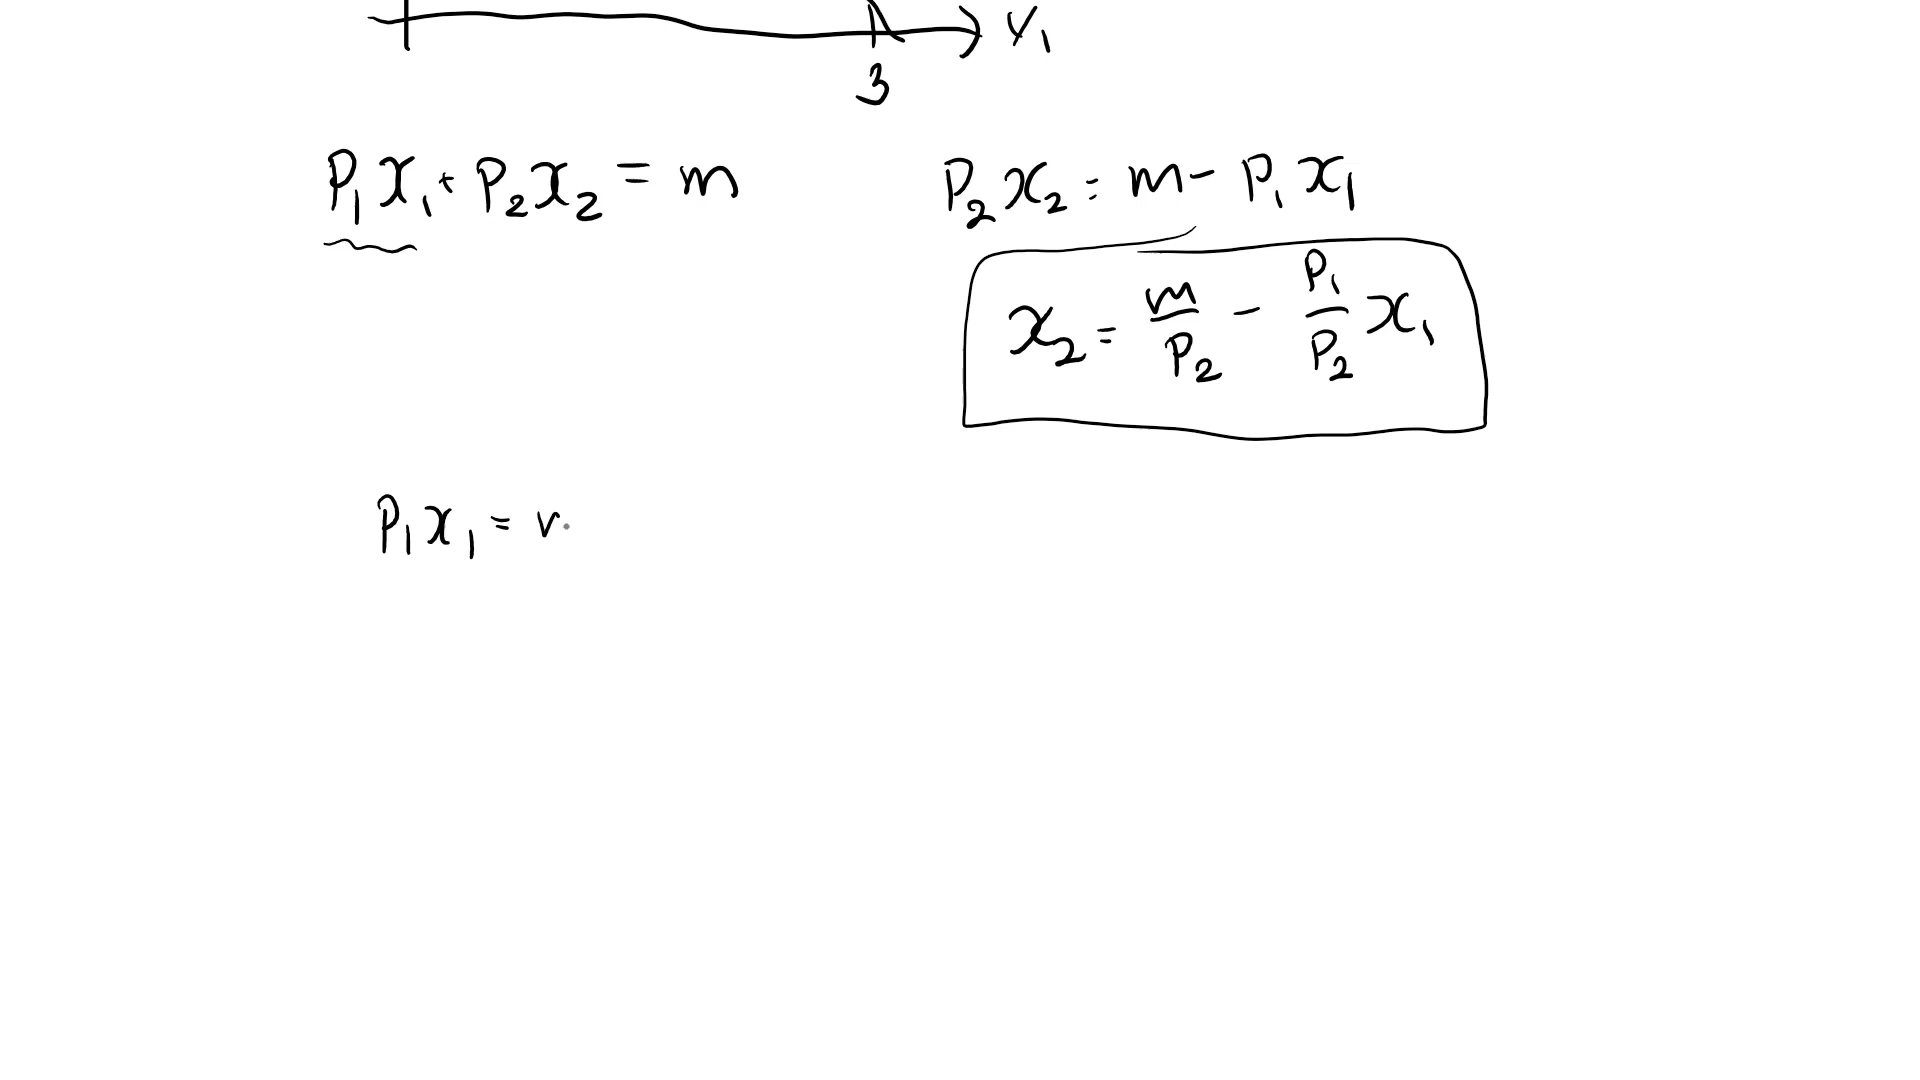 x₁
3
P₁x₁ + P₂x₂ = m
P₂x₂ = m - P₁x₁
x₂ = m/P₂ - P₁/P₂ x₁
P₁x₁ =